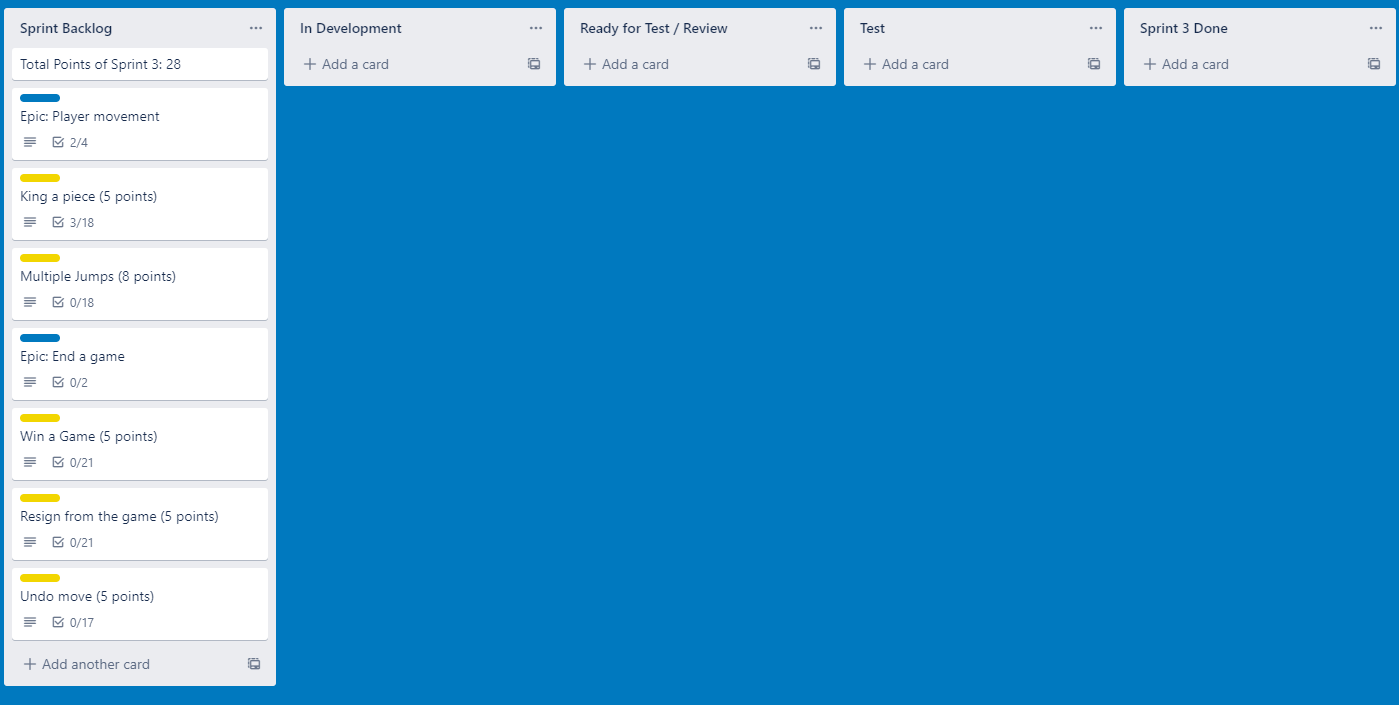 Sprint Backlog
Total Points of Sprint 3: 28
Epic: Player movement
2/4
King a piece (5 points)
3/18
Multiple Jumps (8 points)
0/18
Epic: End a game
0/2
Win a Game (5 points)
0/21
Resign from the game (5 points)
0/21
Undo move (5 points)
0/17
Add another card
In Development
Add a card
Ready for Test / Review
Add a card
Test
Add a card
Sprint 3 Done
Add a card